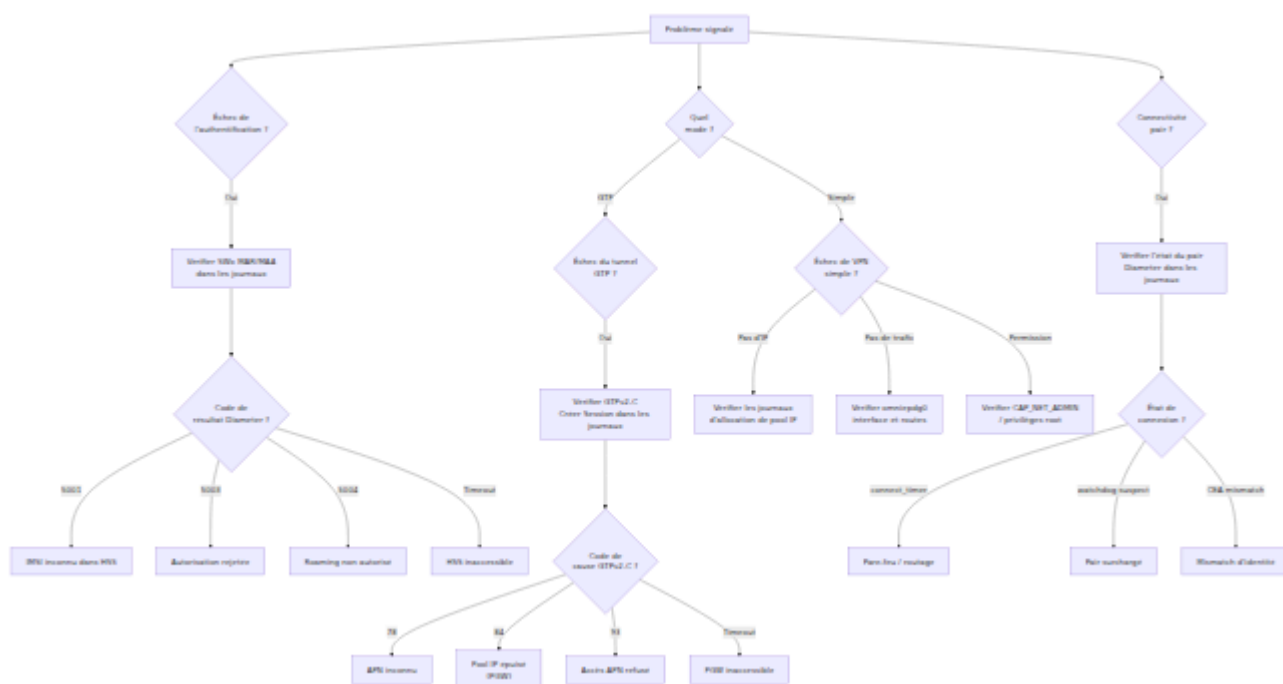 Problème signalé
Échec de
l'authentification ?
Quel
mode ?
Connectivité
pair ?
Oui
GTP
Simple
Oui
Vérifier SWx MAR/MAA
dans les journaux
Échec du tunnel
GTP ?
Échec de VPN
simple ?
Vérifier l'état du pair
Diameter dans les
journaux
Oui
Pas d'IP
Pas de trafic
Permission
Code de
résultat Diameter ?
Vérifier GTPv2-C
Créer Session dans les
journaux
Vérifier les journaux
d'allocation de pool IP
Vérifier omniepdg0
interface et routes
Vérifier CAP_NET_ADMIN
/ privilèges root
État de
connexion ?
5001
5003
5004
Timeout
connect_timer
watchdog suspect
CEA mismatch
IMSI inconnu dans HSS
Autorisation rejetée
Roaming non autorisé
HSS inaccessible
Code de
cause GTPv2-C ?
Pare-feu / routage
Pair surchargé
Mismatch d'identité
78
84
93
Timeout
APN inconnu
Pool IP épuisé
(PGW)
Accès APN refusé
PGW inaccessible